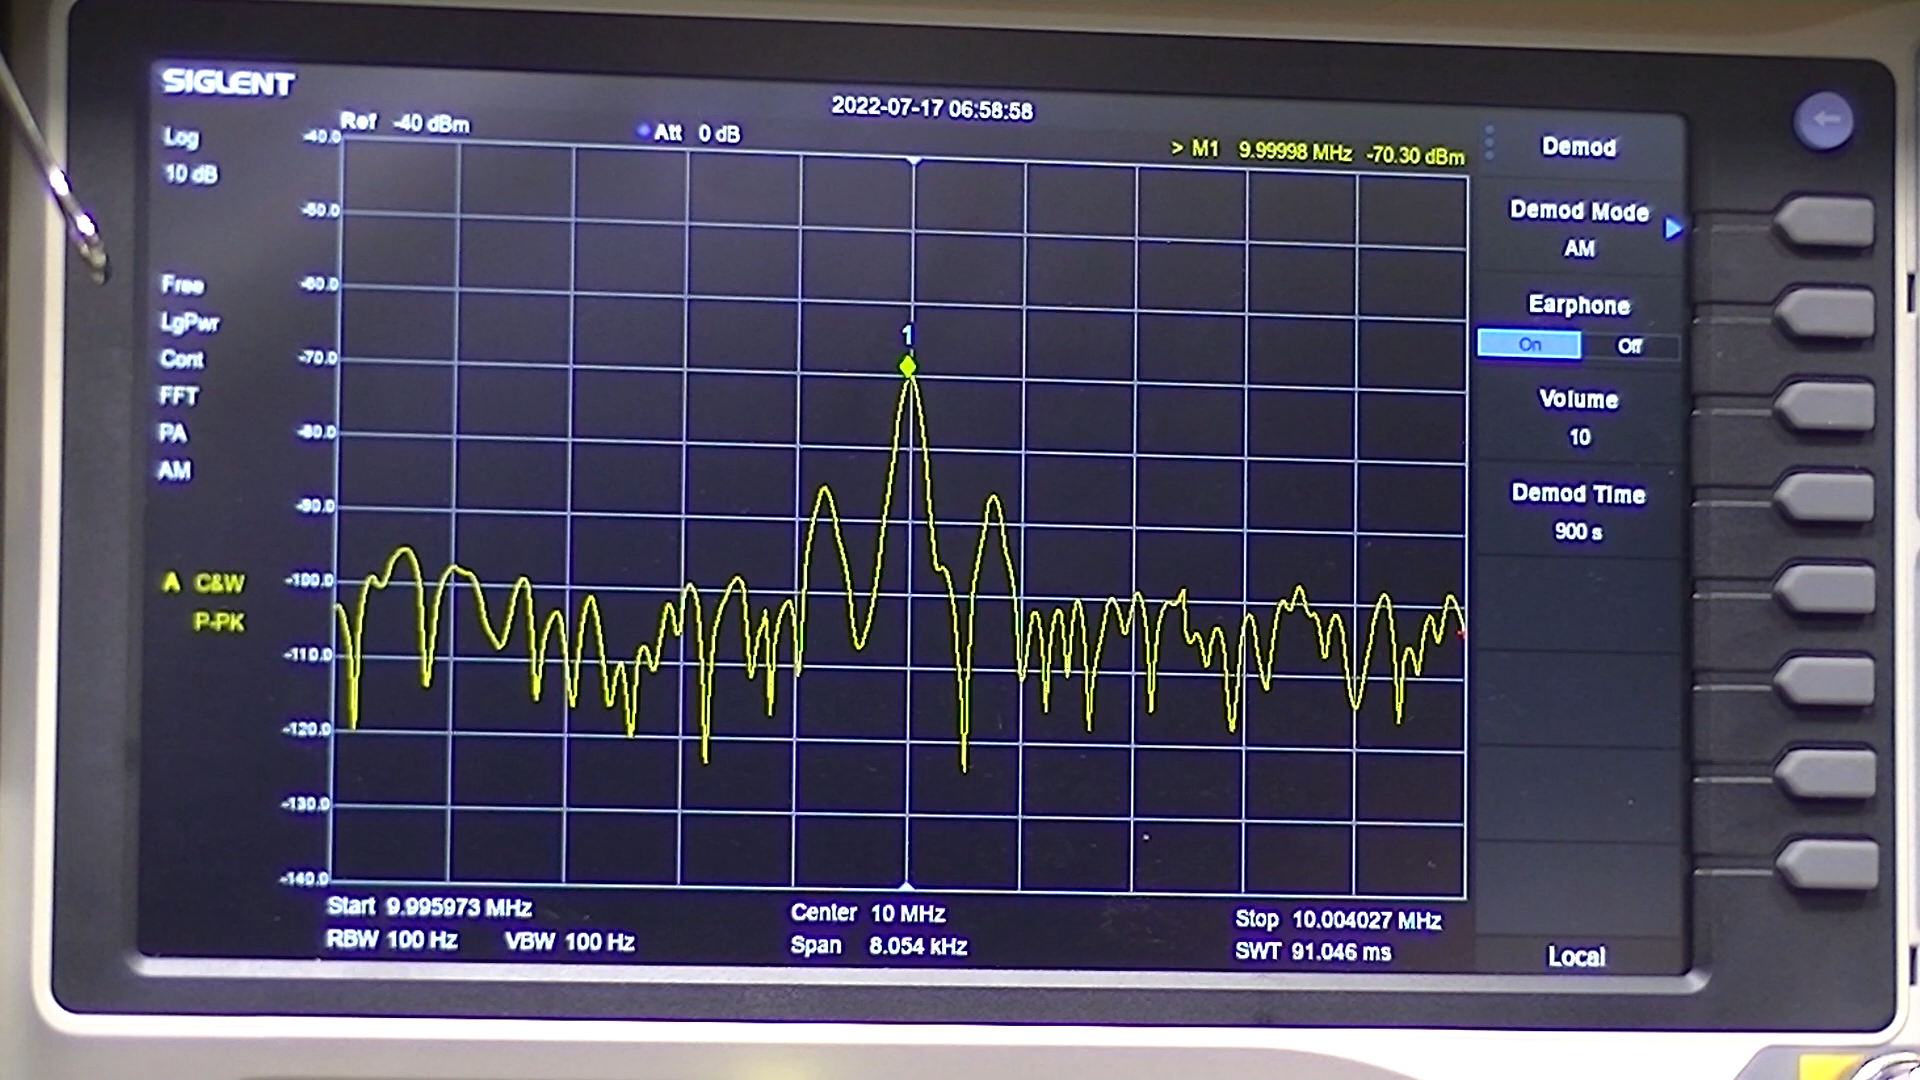 SIGLENT
2022-07-17 06:58:58
Log
10 dB
Ref -40 dBm
Att 0 dB
> M1 9.99998 MHz -70.30 dBm
-40.0
-50.0
-60.0
-70.0
-80.0
-90.0
-100.0
-110.0
-120.0
-130.0
-140.0
Free
LgPwr
Cont
FFT
PA
AM
A C&W
P-PK
1
Start 9.995973 MHz
Center 10 MHz
Stop 10.004027 MHz
RBW 100 Hz VBW 100 Hz
Span 8.054 kHz
SWT 91.046 ms
Demod
Demod Mode
AM
Earphone
On Off
Volume
10
Demod Time
900 s
Local